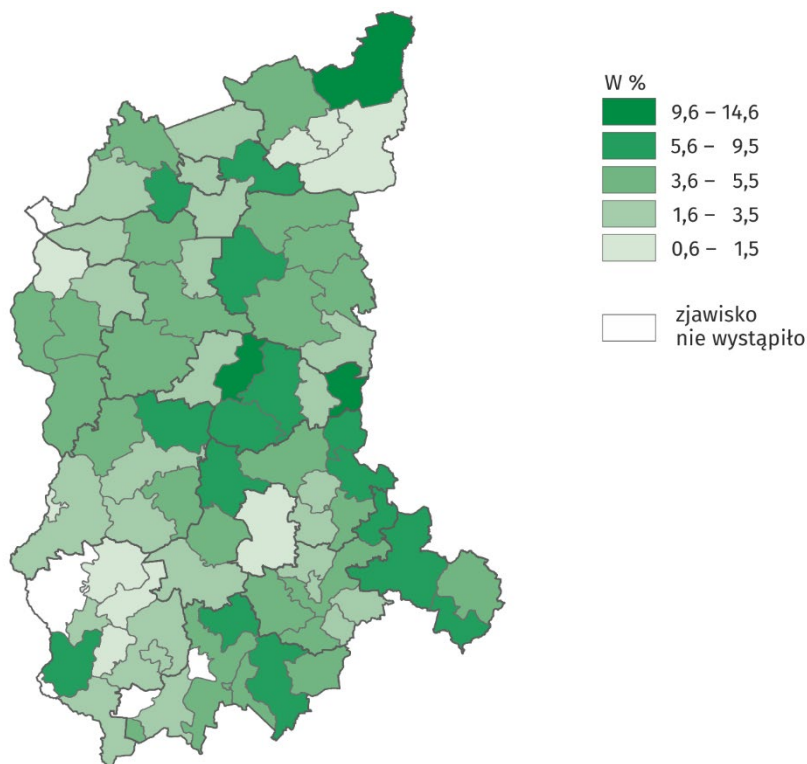 W %
9,6 – 14,6
5,6 – 9,5
3,6 – 5,5
1,6 – 3,5
0,6 – 1,5
zjawisko
nie wystąpiło